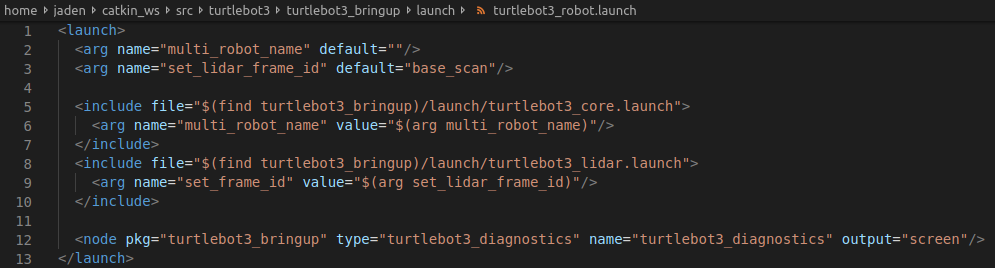 home › jaden › catkin_ws › src › turtlebot3 › turtlebot3_bringup › launch › turtlebot3_robot.launch
1 <launch>
2 <arg name="multi_robot_name" default=""/>
3 <arg name="set_lidar_frame_id" default="base_scan"/>
4
5 <include file="$(find turtlebot3_bringup)/launch/turtlebot3_core.launch">
6 <arg name="multi_robot_name" value="$(arg multi_robot_name)"/>
7 </include>
8 <include file="$(find turtlebot3_bringup)/launch/turtlebot3_lidar.launch">
9 <arg name="set_frame_id" value="$(arg set_lidar_frame_id)"/>
10 </include>
11
12 <node pkg="turtlebot3_bringup" type="turtlebot3_diagnostics" name="turtlebot3_diagnostics" output="screen"/>
13 </launch>